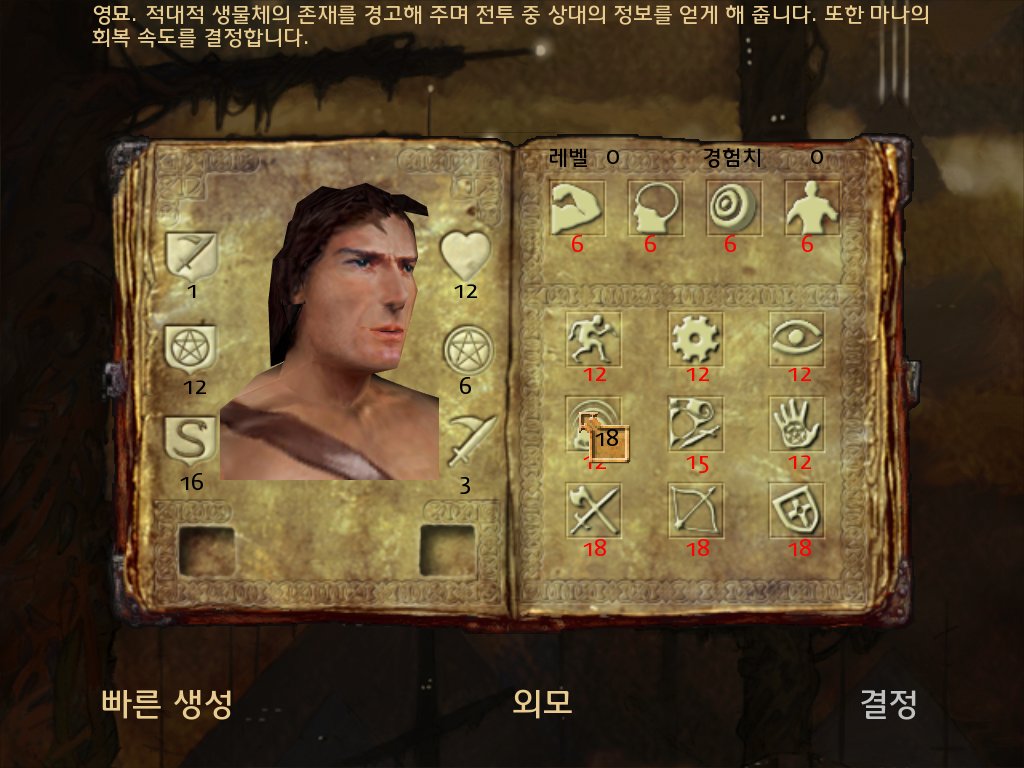 영묘. 적대적 생물체의 존재를 경고해 주며 전투 중 상대의 정보를 얻게 해 줍니다. 또한 마나의
회복 속도를 결정합니다.
레벨 0 경험치 0
6 6 6 6
1 12
12 12 12
12 6
18
12 15 12
16 3
18 18 18
빠른 생성 외모 결정